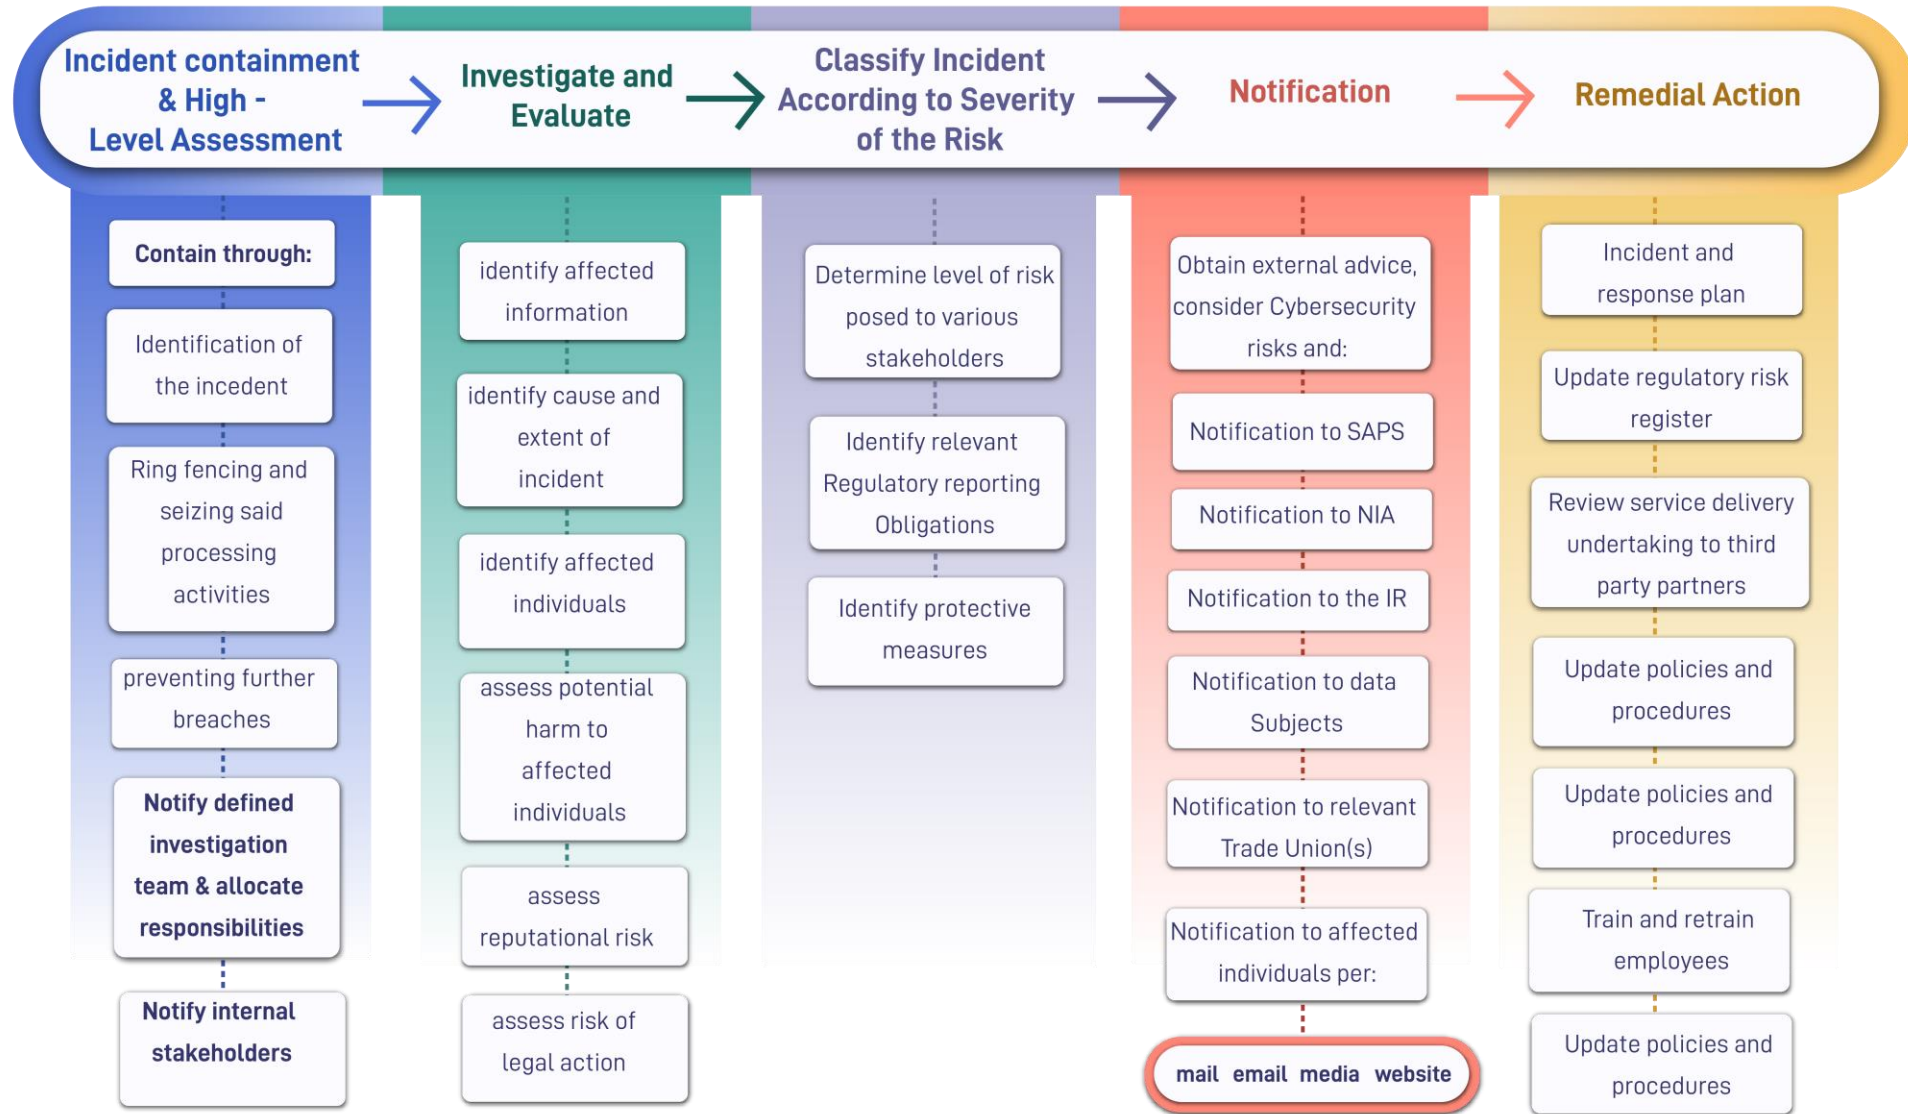 Incident containment
& High -
Level Assessment
Investigate and
Evaluate
Classify Incident
According to Severity
of the Risk
Notification
Remedial Action
Contain through:
Identification of
the incedent
Ring fencing and
seizing said
processing
activities
preventing further
breaches
Notify defined
investigation
team & allocate
responsibilities
Notify internal
stakeholders
identify affected
information
identify cause and
extent of
incident
identify affected
individuals
assess potential
harm to
affected
individuals
assess
reputational risk
assess risk of
legal action
Determine level of risk
posed to various
stakeholders
Identify relevant
Regulatory reporting
Obligations
Identify protective
measures
Obtain external advice,
consider Cybersecurity
risks and:
Notification to SAPS
Notification to NIA
Notification to the IR
Notification to data
Subjects
Notification to relevant
Trade Union(s)
Notification to affected
individuals per:
mail email media website
Incident and
response plan
Update regulatory risk
register
Review service delivery
undertaking to third
party partners
Update policies and
procedures
Update policies and
procedures
Train and retrain
employees
Update policies and
procedures